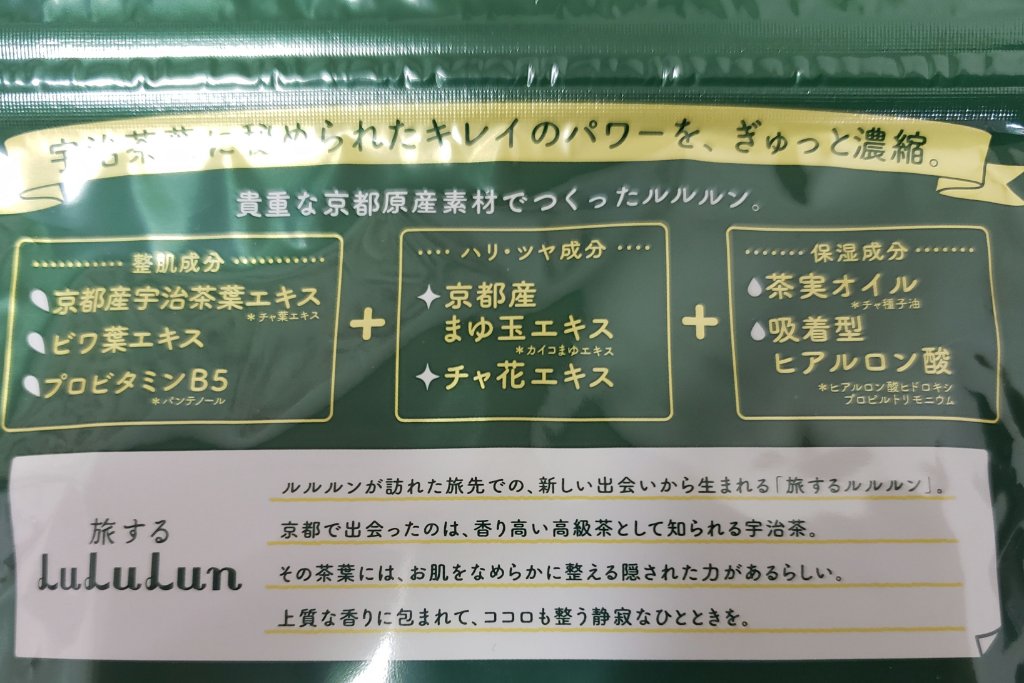 宇治茶葉に秘められたキレイのパワーを、ぎゅっと濃縮。
貴重な京都原産素材でつくったルルルン。
整肌成分
京都産宇治茶葉エキス
*チャ葉エキス
ビワ葉エキス
プロビタミンB5
*パンテノール
+
ハリ・ツヤ成分
京都産
まゆ玉エキス
*カイコまゆエキス
チャ花エキス
+
保湿成分
茶実オイル
*チャ種子油
吸着型
ヒアルロン酸
*ヒアルロン酸ヒドロキシ
プロピルトリモニウム
旅する
LuLuLun
ルルルンが訪れた旅先での、新しい出会いから生まれる「旅するルルルン」。
京都で出会ったのは、香り高い高級茶として知られる宇治茶。
その茶葉には、お肌をなめらかに整える隠された力があるらしい。
上質な香りに包まれて、ココロも整う静寂なひとときを。